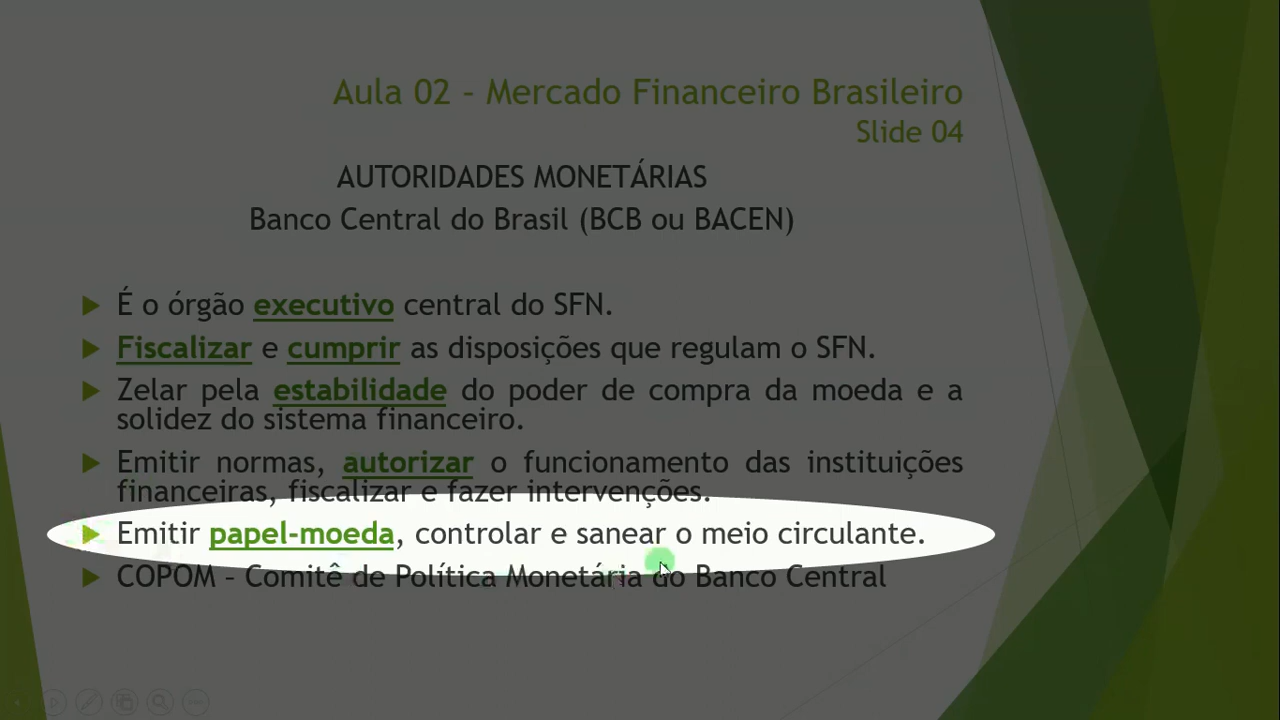 Aula 02 – Mercado Financeiro Brasileiro
Slide 04
AUTORIDADES MONETÁRIAS
Banco Central do Brasil (BCB ou BACEN)
É o órgão executivo central do SFN.
Fiscalizar e cumprir as disposições que regulam o SFN.
Zelar pela estabilidade do poder de compra da moeda e a
solidez do sistema financeiro.
Emitir normas, autorizar o funcionamento das instituições
financeiras, fiscalizar e fazer intervenções.
Emitir papel-moeda, controlar e sanear o meio circulante.
COPOM – Comitê de Política Monetária do Banco Central